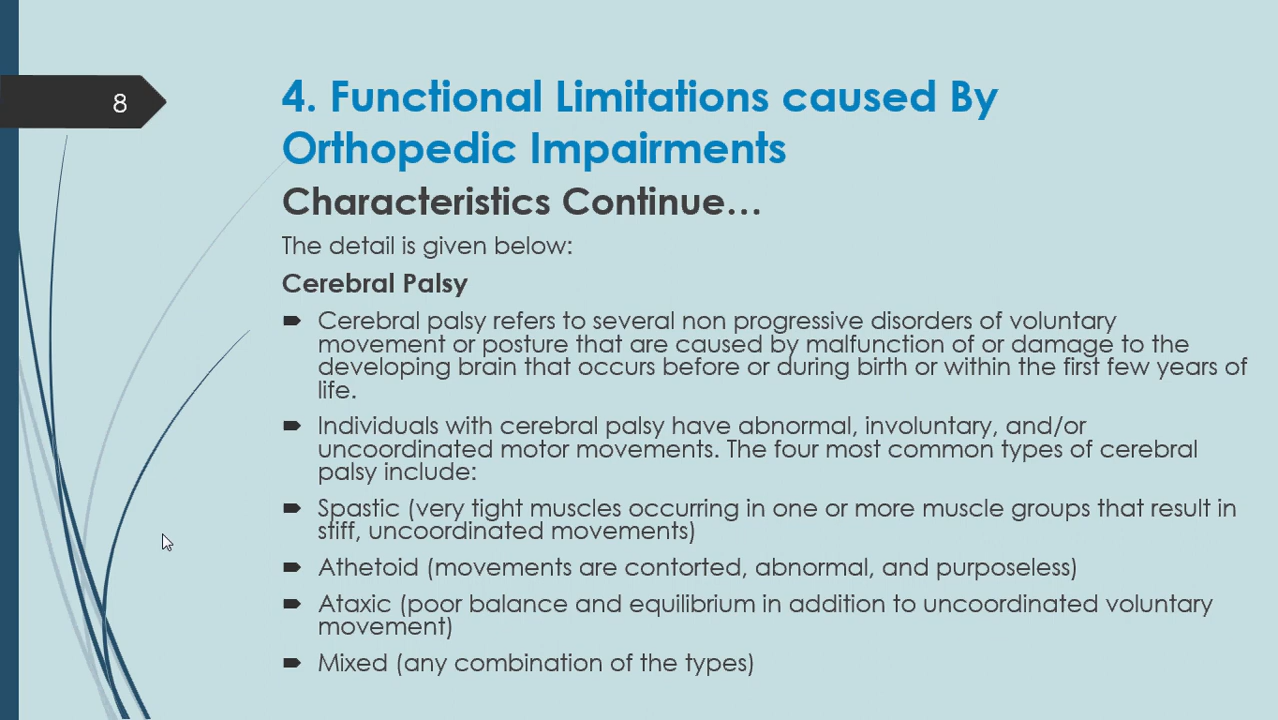 8
4. Functional Limitations caused By
Orthopedic Impairments
Characteristics Continue…
The detail is given below:
Cerebral Palsy
Cerebral palsy refers to several non progressive disorders of voluntary
movement or posture that are caused by malfunction of or damage to the
developing brain that occurs before or during birth or within the first few years of
life.
Individuals with cerebral palsy have abnormal, involuntary, and/or
uncoordinated motor movements. The four most common types of cerebral
palsy include:
Spastic (very tight muscles occurring in one or more muscle groups that result in
stiff, uncoordinated movements)
Athetoid (movements are contorted, abnormal, and purposeless)
Ataxic (poor balance and equilibrium in addition to uncoordinated voluntary
movement)
Mixed (any combination of the types)